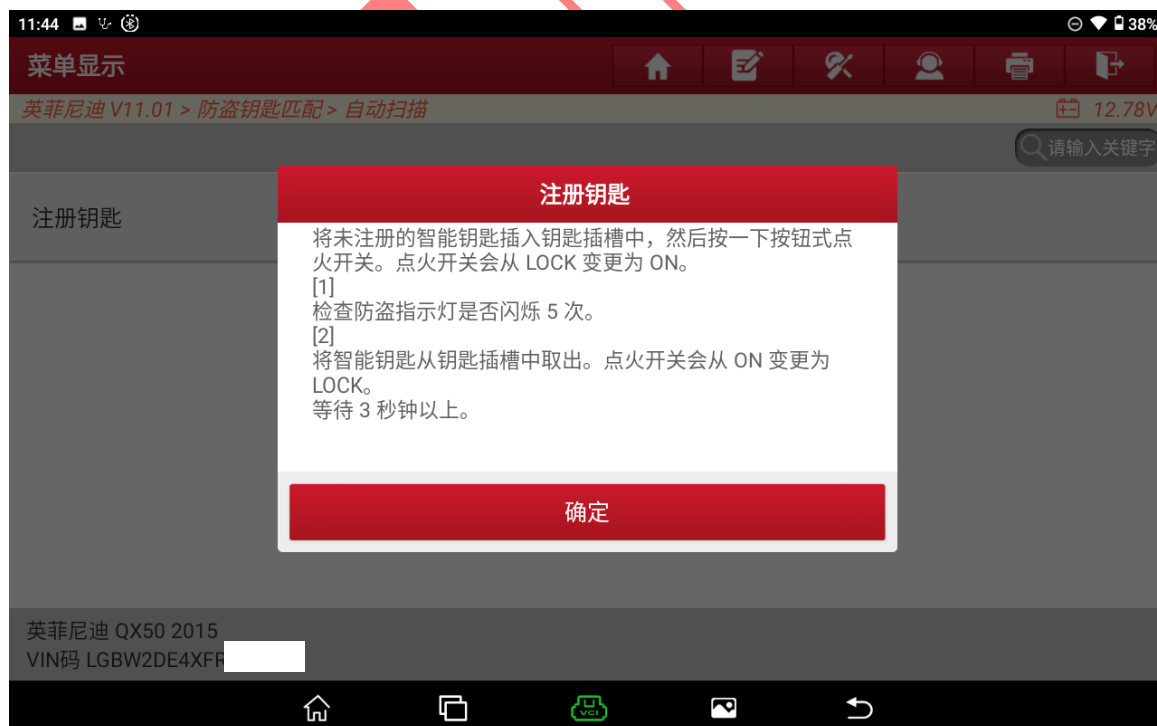 11:44
38%
菜单显示
英菲尼迪 V11.01 > 防盗钥匙匹配 > 自动扫描
12.78V
请输入关键字
注册钥匙
注册钥匙
将未注册的智能钥匙插入钥匙插槽中，然后按一下按钮式点
火开关。点火开关会从 LOCK 变更为 ON。
[1]
检查防盗指示灯是否闪烁 5 次。
[2]
将智能钥匙从钥匙插槽中取出。点火开关会从 ON 变更为
LOCK。
等待 3 秒钟以上。
确定
英菲尼迪 QX50 2015
VIN码 LGBW2DE4XFR
VCI